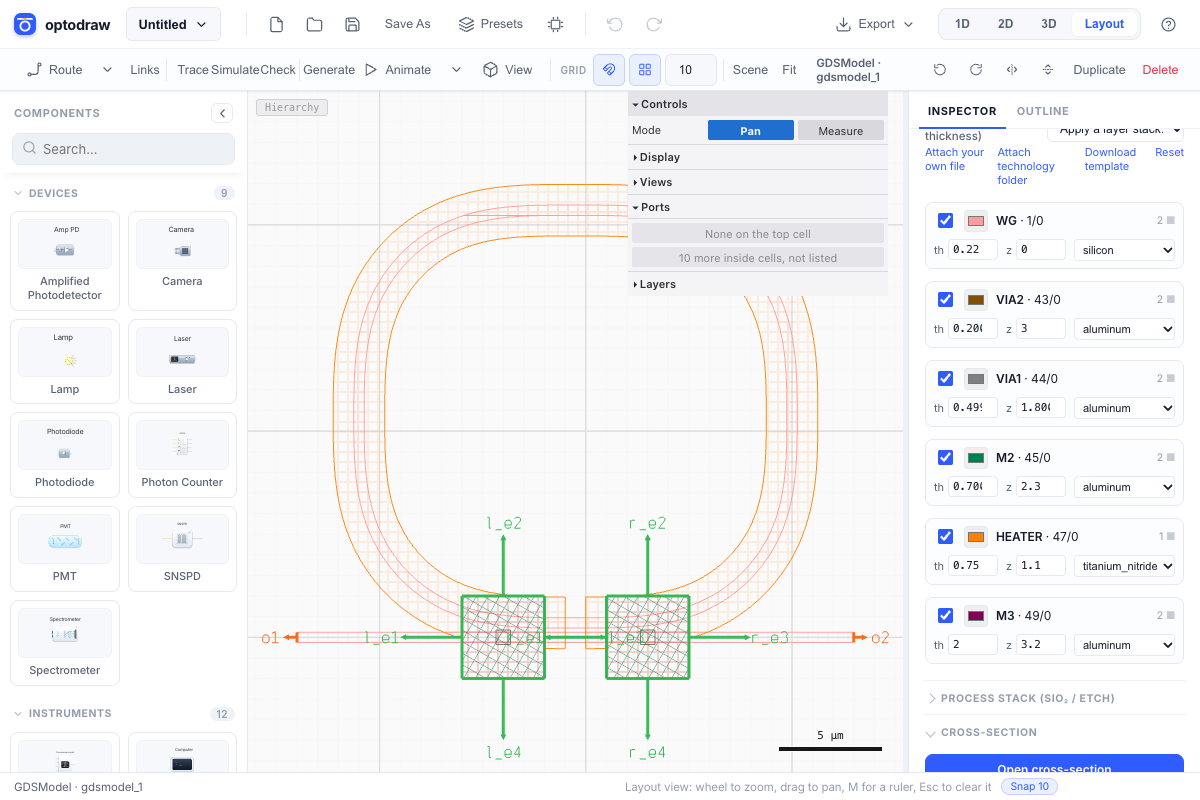 optodraw
Untitled
Save As
Presets
Export
1D
2D
3D
Layout
Route
Links
Trace
Simulate
Check
Generate
Animate
View
GRID
10
Scene
Fit
GDSModel ·
gdsmodel_1
Duplicate
Delete
COMPONENTS
Search...
DEVICES
9
Amp PD
Amplified
Photodetector
Camera
Camera
Lamp
Lamp
Laser
Laser
Photodiode
Photodiode
Photon Counter
PMT
PMT
SNSPD
Spectrometer
Spectrometer
INSTRUMENTS
12
Computer
Hierarchy
Controls
Mode
Pan
Measure
Display
Views
Ports
None on the top cell
10 more inside cells, not listed
Layers
l_e2
r_e2
o1
l_e1
r_e3
o2
l_e4
r_e4
5 μm
INSPECTOR
OUTLINE
thickness)
Apply a layer stack:
Attach your
own file
Attach
technology
folder
Download
template
Reset
WG · 1/0
2
th
0.22
z
0
silicon
VIA2 · 43/0
2
th
0.20(
z
3
aluminum
VIA1 · 44/0
2
th
0.49
z
1.80(
aluminum
M2 · 45/0
2
th
0.70(
z
2.3
aluminum
HEATER · 47/0
1
th
0.75
z
1.1
titanium_nitride
M3 · 49/0
2
th
2
z
3.2
aluminum
PROCESS STACK (SIO₂ / ETCH)
CROSS-SECTION
Open cross-section
GDSModel · gdsmodel_1
Layout view: wheel to zoom, drag to pan, M for a ruler, Esc to clear it
Snap 10